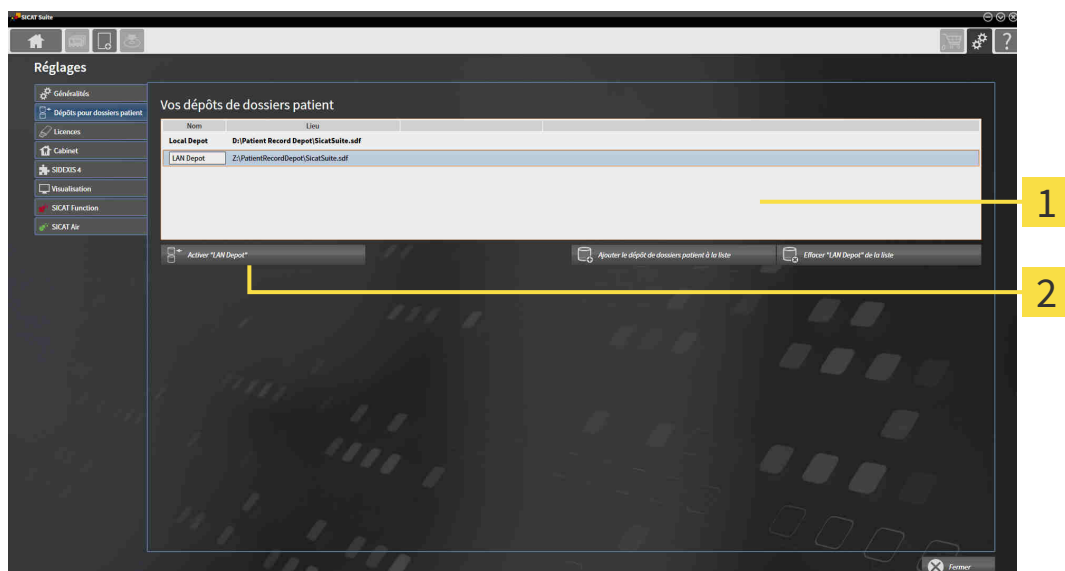 SICAT Suite
?
Réglages
Généralités
Dépôts pour dossiers patient
Licences
Cabinet
SIDEXIS 4
Visualisation
SICAT Function
SICAT Air
Vos dépôts de dossiers patient
Nom Lieu
Local Depot D:\Patient Record Depot\SicatSuite.sdf
LAN Depot Z:\PatientRecordDepot\SicatSuite.sdf
Activer "LAN Depot"
Ajouter le dépôt de dossiers patient à la liste
Effacer "LAN Depot" de la liste
1
2
Fermer